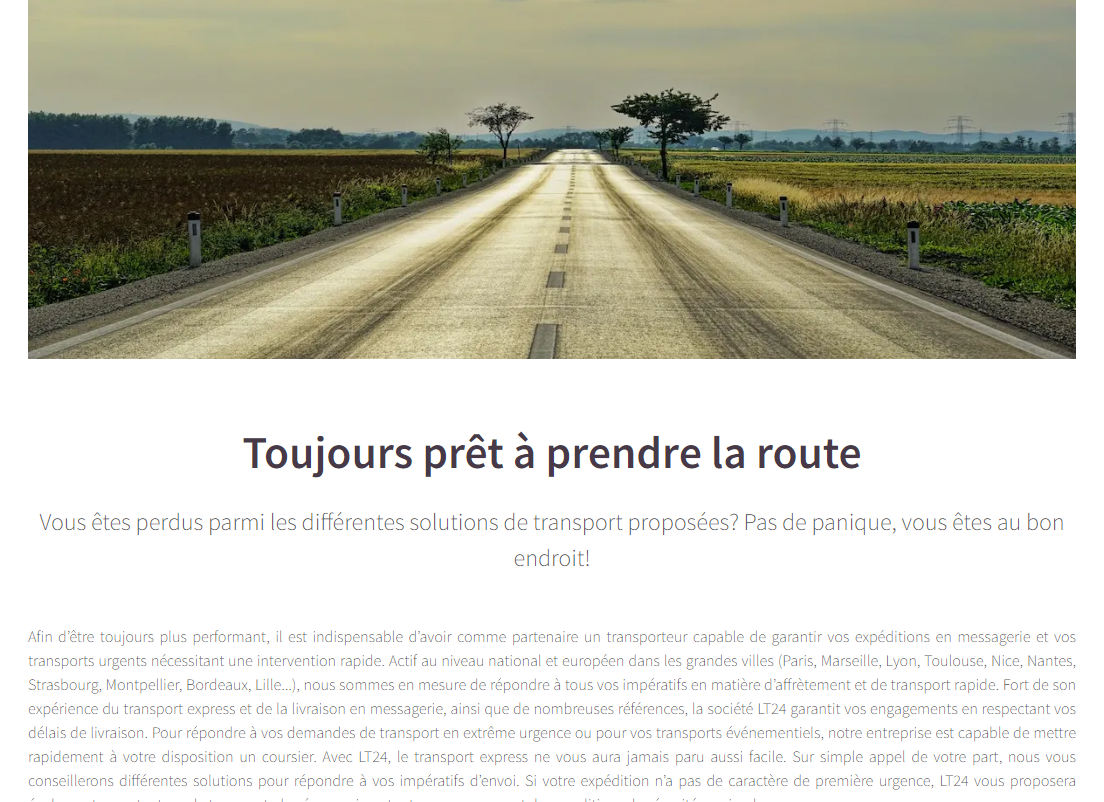 Toujours prêt à prendre la route
Vous êtes perdus parmi les différentes solutions de transport proposées? Pas de panique, vous êtes au bon
endroit!
Afin d’être toujours plus performant, il est indispensable d’avoir comme partenaire un transporteur capable de garantir vos expéditions en messagerie et vos
transports urgents nécessitant une intervention rapide. Actif au niveau national et européen dans les grandes villes (Paris, Marseille, Lyon, Toulouse, Nice, Nantes,
Strasbourg, Montpellier, Bordeaux, Lille...), nous sommes en mesure de répondre à tous vos impératifs en matière d’affrètement et de transport rapide. Fort de son
expérience du transport express et de la livraison en messagerie, ainsi que de nombreuses références, la société LT24 garantit vos engagements en respectant vos
délais de livraison. Pour répondre à vos demandes de transport en extrême urgence ou pour vos transports événementiels, notre entreprise est capable de mettre
rapidement à votre disposition un coursier. Avec LT24, le transport express ne vous aura jamais paru aussi facile. Sur simple appel de votre part, nous vous
conseillerons différentes solutions pour répondre à vos impératifs d’envoi. Si votre expédition n’a pas de caractère de première urgence, LT24 vous proposera